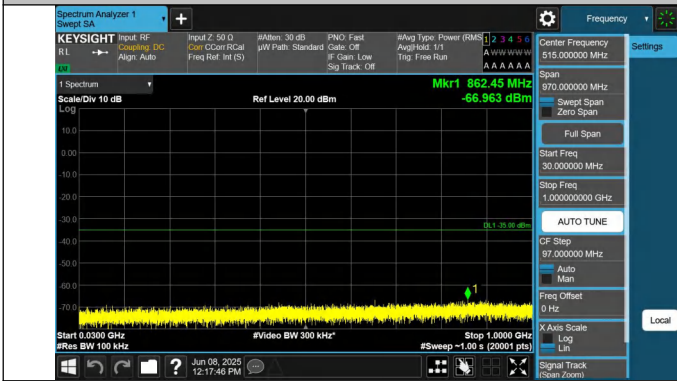 Spectrum Analyzer 1
Swept SA
Frequency
KEYSIGHT
RL
Input: RF
Coupling: DC
Align: Auto
Input Z: 50 Ω
Corr CCorr RCal
Freq Ref: Int (S)
#Atten: 30 dB
µW Path: Standard
PNO: Fast
Gate: Off
IF Gain: Low
Sig Track: Off
#Avg Type: Power (RMS
Avg|Hold: 1/1
Trig: Free Run
1 2 3 4 5 6
A W W W W W
A A A A A A
LXI
1 Spectrum
Mkr1 862.45 MHz
Scale/Div 10 dB
Ref Level 20.00 dBm
-66.963 dBm
Log
10.0
0.00
-10.0
-20.0
-30.0
DL1 -35.00 dBm
-40.0
-50.0
-60.0
1
-70.0
Start 0.0300 GHz
#Video BW 300 kHz*
Stop 1.0000 GHz
#Res BW 100 kHz
#Sweep ~1.00 s (20001 pts)
Jun 08, 2025
12:17:46 PM
?
Center Frequency
515.000000 MHz
Settings
Span
970.000000 MHz
Swept Span
Zero Span
Full Span
Start Freq
30.000000 MHz
Stop Freq
1.000000000 GHz
AUTO TUNE
CF Step
97.000000 MHz
Auto
Man
Freq Offset
0 Hz
Local
X Axis Scale
Log
Lin
Signal Track
(Span Zoom)